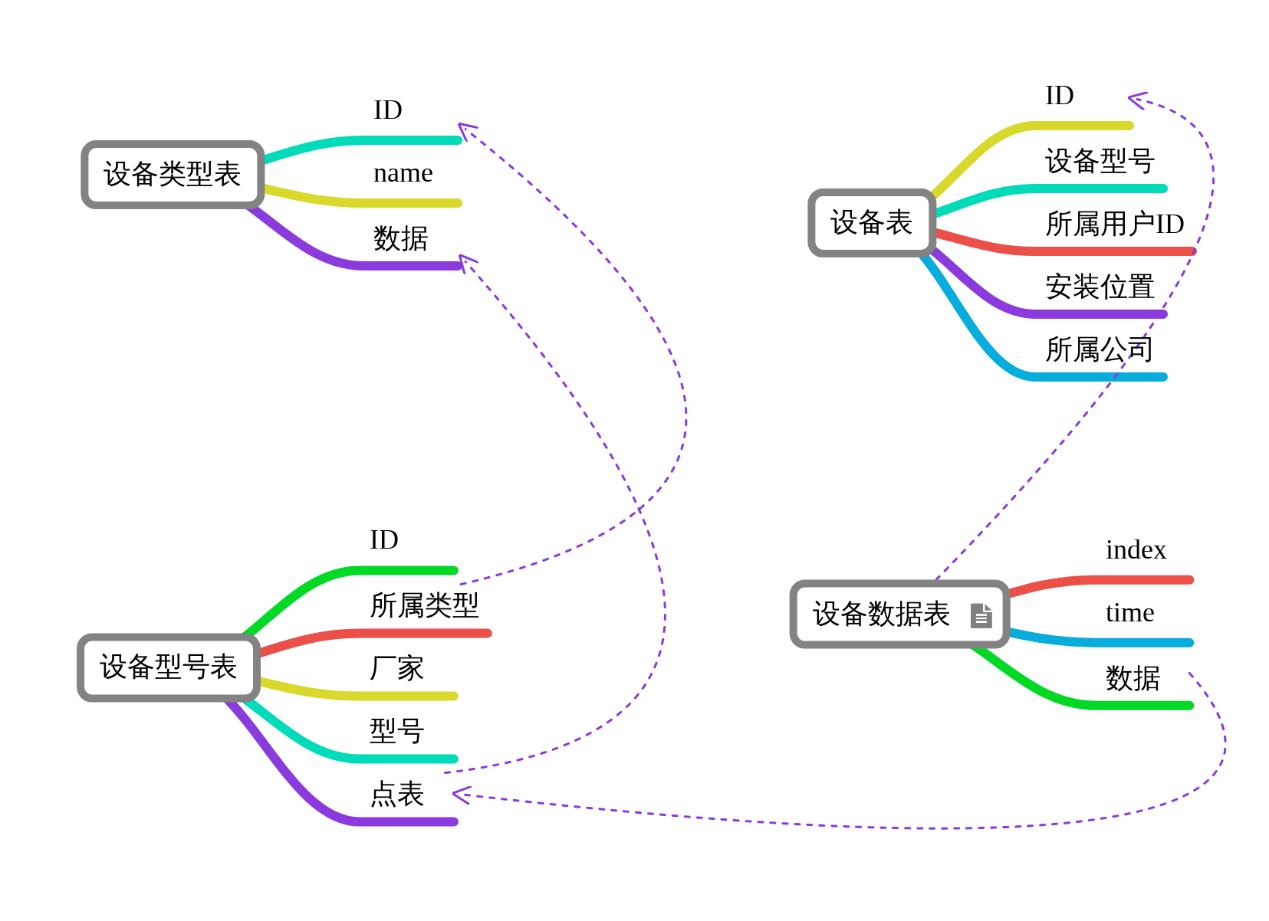 设备类型表
ID
name
数据
设备表
ID
设备型号
所属用户ID
安装位置
所属公司
设备型号表
ID
所属类型
厂家
型号
点表
设备数据表
index
time
数据